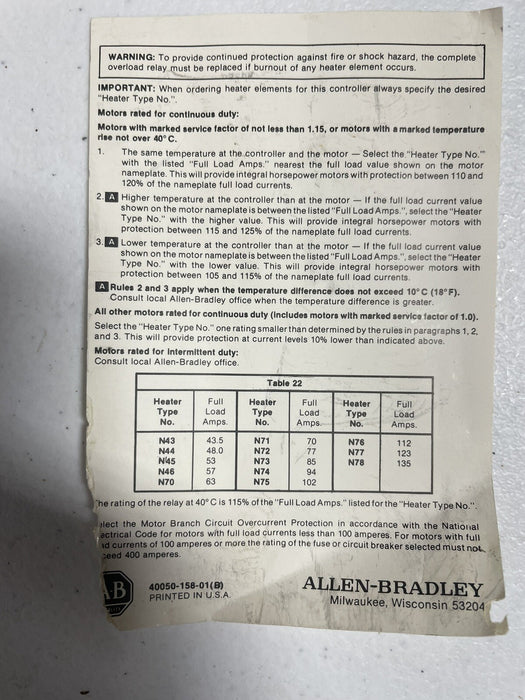 WARNING: To provide continued protection against fire or shock hazard, the complete
overload relay must be replaced if burnout of any heater element occurs.
IMPORTANT: When ordering heater elements for this controller always specify the desired
"Heater Type No.".
Motors rated for continuous duty:
Motors with marked service factor of not less than 1.15, or motors with a marked temperature
rise not over 40°C.
1. The same temperature at the controller and the motor — Select the "Heater Type No."
with the listed "Full Load Amps." nearest the full load value shown on the motor
nameplate. This will provide integral horsepower motors with protection between 110 and
120% of the nameplate full load currents.
2. A Higher temperature at the controller than at the motor — If the full load current value
shown on the motor nameplate is between the listed "Full Load Amps.", select the "Heater
Type No." with the higher value. This will provide integral horsepower motors with
protection between 115 and 125% of the nameplate full load currents.
3. A Lower temperature at the controller than at the motor — If the full load current value
shown on the motor nameplate is between the listed "Full Load Amps.", select the "Heater
Type No." with the lower value. This will provide integral horsepower motors with
protection between 105 and 115% of the nameplate full load currents.
A Rules 2 and 3 apply when the temperature difference does not exceed 10°C (18°F).
Consult local Allen-Bradley office when the temperature difference is greater.
All other motors rated for continuous duty (includes motors with marked service factor of 1.0).
Select the "Heater Type No." one rating smaller than determined by the rules in paragraphs 1, 2,
and 3. This will provide protection at current levels 10% lower than indicated above.
Motors rated for intermittent duty:
Consult local Allen-Bradley office.
Table 22
Heater Type No. Full Load Amps. Heater Type No. Full Load Amps. Heater Type No. Full Load Amps.
N43 43.5 N71 70 N76 112
N44 48.0 N72 77 N77 123
N45 53 N73 85 N78 135
N46 57 N74 94
N70 63 N75 102
he rating of the relay at 40°C is 115% of the "Full Load Amps." listed for the "Heater Type No.".
lect the Motor Branch Circuit Overcurrent Protection in accordance with the National
ectrical Code for motors with full load currents less than 100 amperes. For motors with full
ad currents of 100 amperes or more the rating of the fuse or circuit breaker selected must not
ceed 400 amperes.
AB
40050-158-01(B)
PRINTED IN U.S.A.
ALLEN-BRADLEY
Milwaukee, Wisconsin 53204